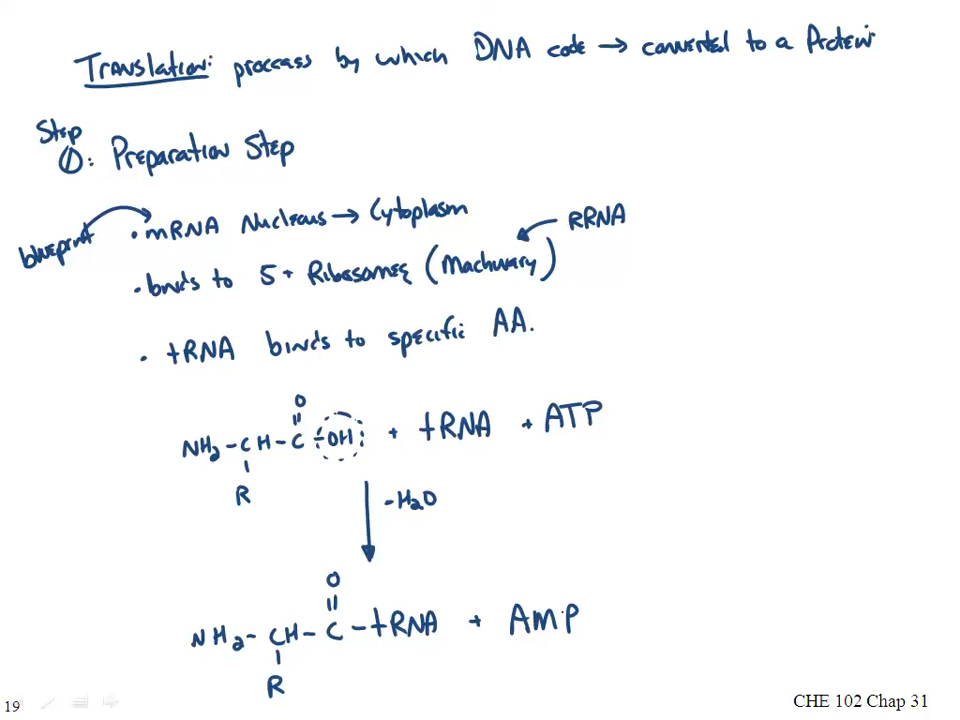 Translation: proccess by which DNA code → converted to a Protein
Step
①: Preparation Step
blueprint
• mRNA Nucleus → Cytoplasm
RRNA
• binds to 5+ Ribosomes (Machinary)
• tRNA binds to specific AA.
O
NH2-CH-C-OH + tRNA + ATP
R
-H2O
O
NH2-CH-C-tRNA + AMP
R
19
CHE 102 Chap 31